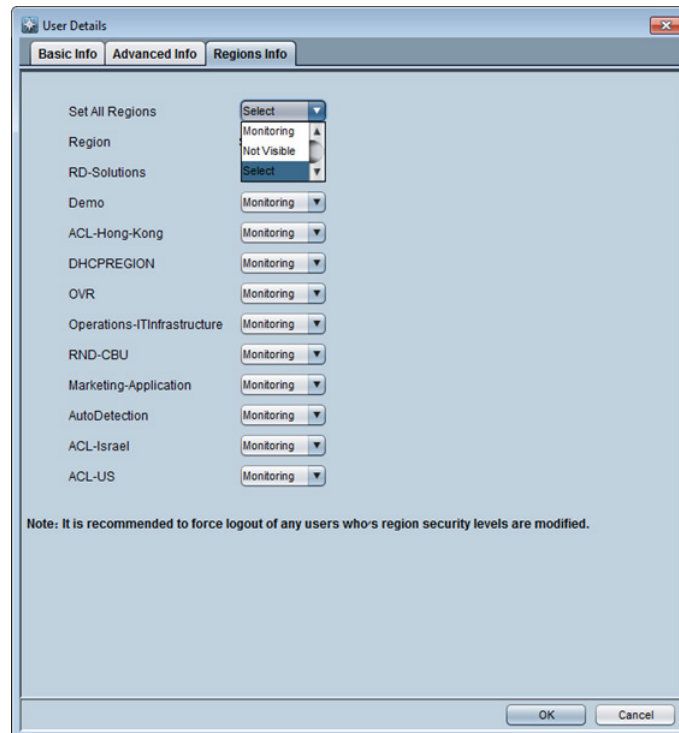 User Details
Basic Info Advanced Info Regions Info
Set All Regions Select
Monitoring
Region
Not Visible
RD-Solutions Select
Demo Monitoring
ACL-Hong-Kong Monitoring
DHCPREGION Monitoring
OVR Monitoring
Operations-ITInfrastructure Monitoring
RND-CBU Monitoring
Marketing-Application Monitoring
AutoDetection Monitoring
ACL-Israel Monitoring
ACL-US Monitoring
Note: It is recommended to force logout of any users who's region security levels are modified.
OK Cancel